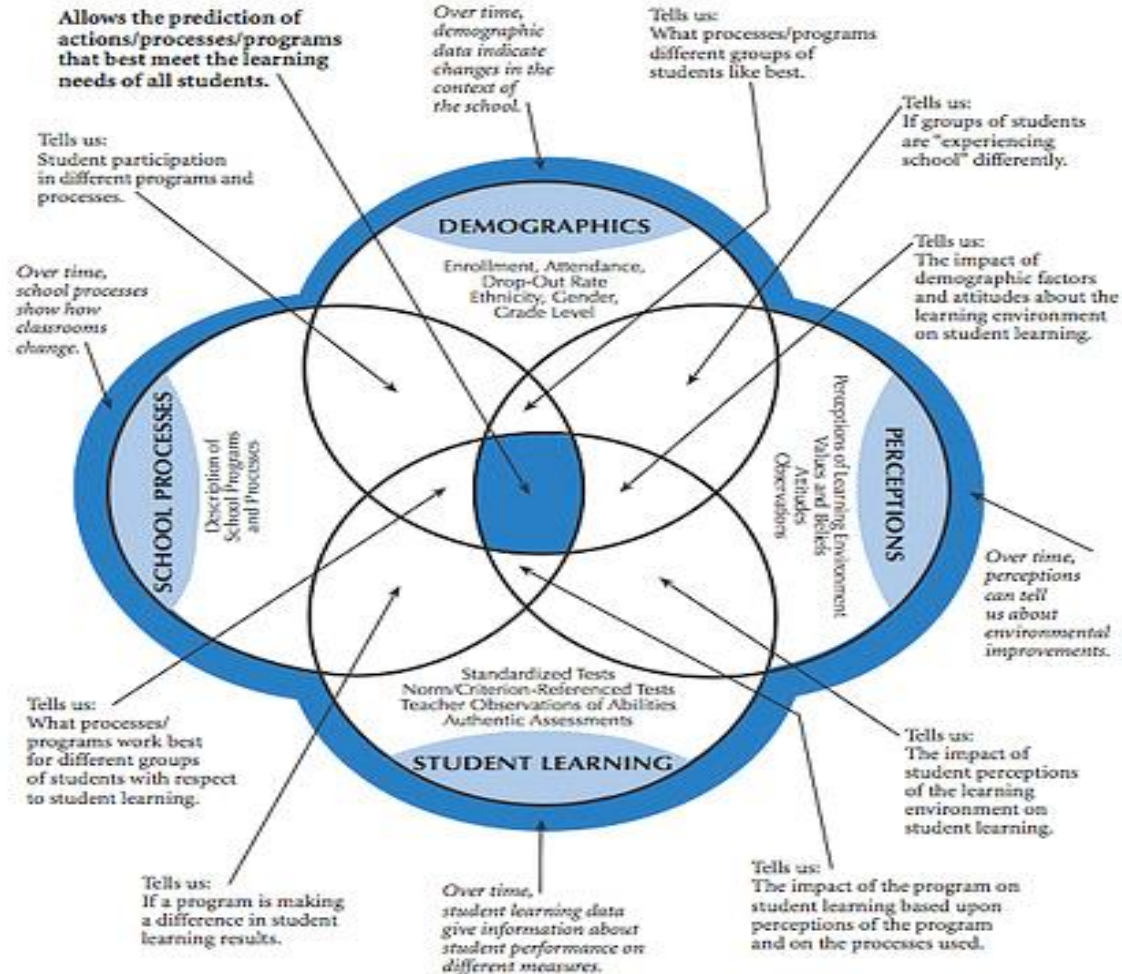 Allows the prediction of
actions/processes/programs
that best meet the learning
needs of all students.
Over time,
demographic
data indicate
changes in the
context of
the school.
Tells us:
What processes/programs
different groups of
students like best.
Tells us:
If groups of students
are “experiencing
school” differently.
Tells us:
Student participation
in different programs and
processes.
DEMOGRAPHICS
Enrollment, Attendance,
Drop-Out Rate
Ethnicity, Gender,
Grade Level
Tells us:
The impact of
demographic factors
and attitudes about the
learning environment
on student learning.
Over time,
school processes
show how
classrooms
change.
SCHOOL PROCESSES
Description of
School Programs
and Processes
PERCEPTIONS
Perceptions of Learning Environment
Values and Beliefs
Attitudes
Observations
Over time,
perceptions
can tell
us about
environmental
improvements.
Standardized Tests
Norm/Criterion-Referenced Tests
Teacher Observations of Abilities
Authentic Assessments
STUDENT LEARNING
Tells us:
What processes/
programs work best
for different groups
of students with respect
to student learning.
Tells us:
The impact of
student perceptions
of the learning
environment on
student learning.
Tells us:
If a program is making
a difference in student
learning results.
Over time,
student learning data
give information about
student performance on
different measures.
Tells us:
The impact of the program on
student learning based upon
perceptions of the program
and on the processes used.